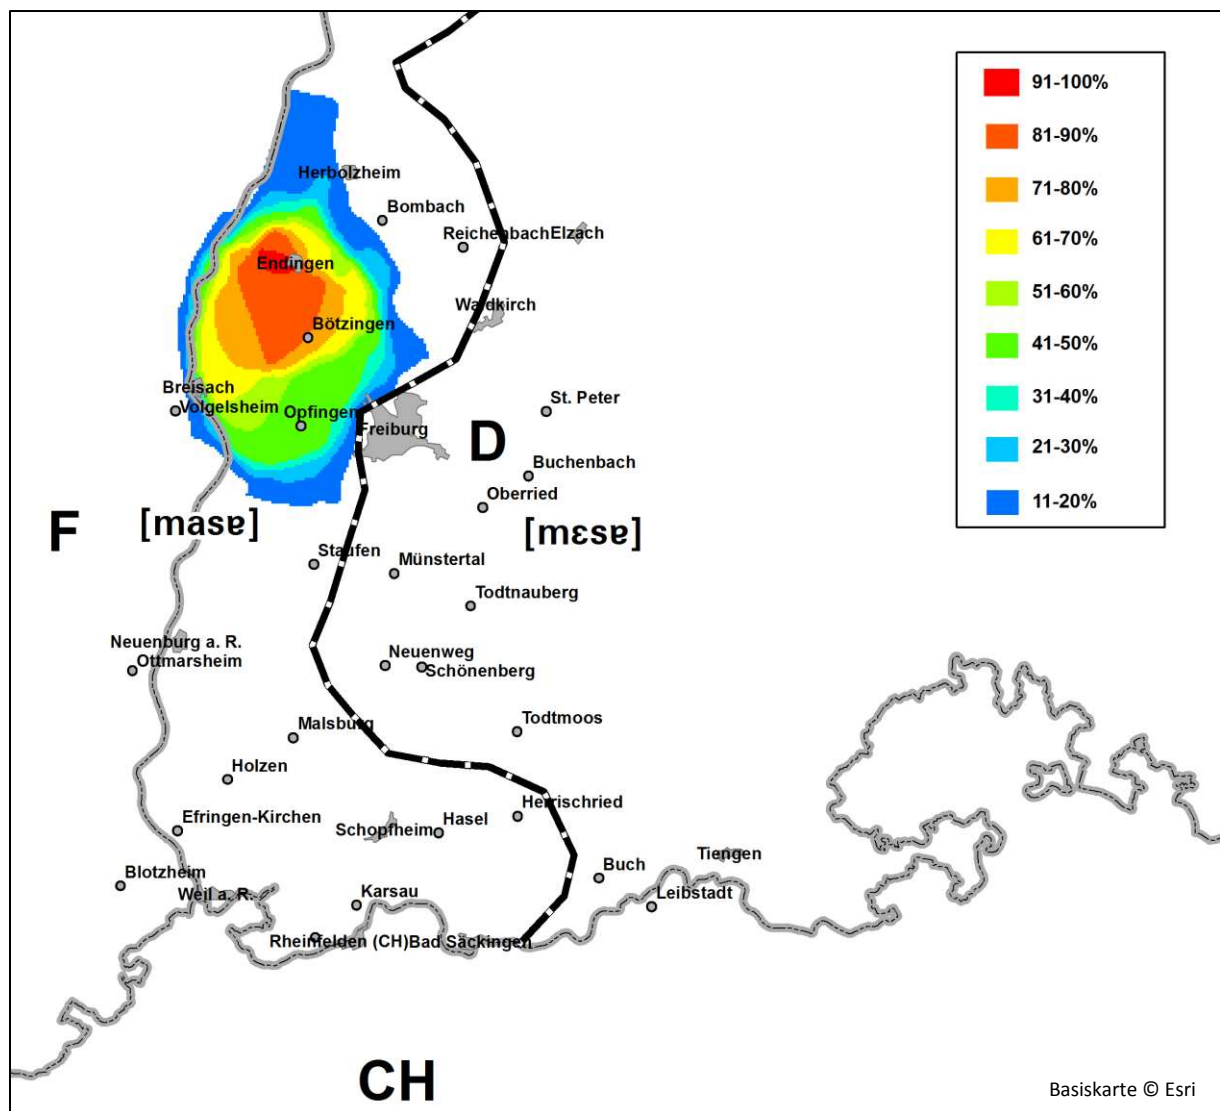 91-100%
81-90%
71-80%
61-70%
51-60%
41-50%
31-40%
21-30%
11-20%
Herbolzheim
Bombach
Reichenbach
Elzach
Endingen
Waldkirch
Bötzingen
Breisach
Volgelsheim
Opfingen
St. Peter
Freiburg
D
Buchenbach
Oberried
F
[masɐ]
[mɛsɐ]
Staufen
Münstertal
Todtnauberg
Neuenburg a. R.
Ottmarsheim
Neuenweg
Schönenberg
Malsburg
Todtmoos
Holzen
Herrischried
Efringen-Kirchen
Schopfheim
Hasel
Tiengen
Blotzheim
Buch
Weil a. R.
Karsau
Leibstadt
Rheinfelden (CH)
Bad Säckingen
CH
Basiskarte © Esri